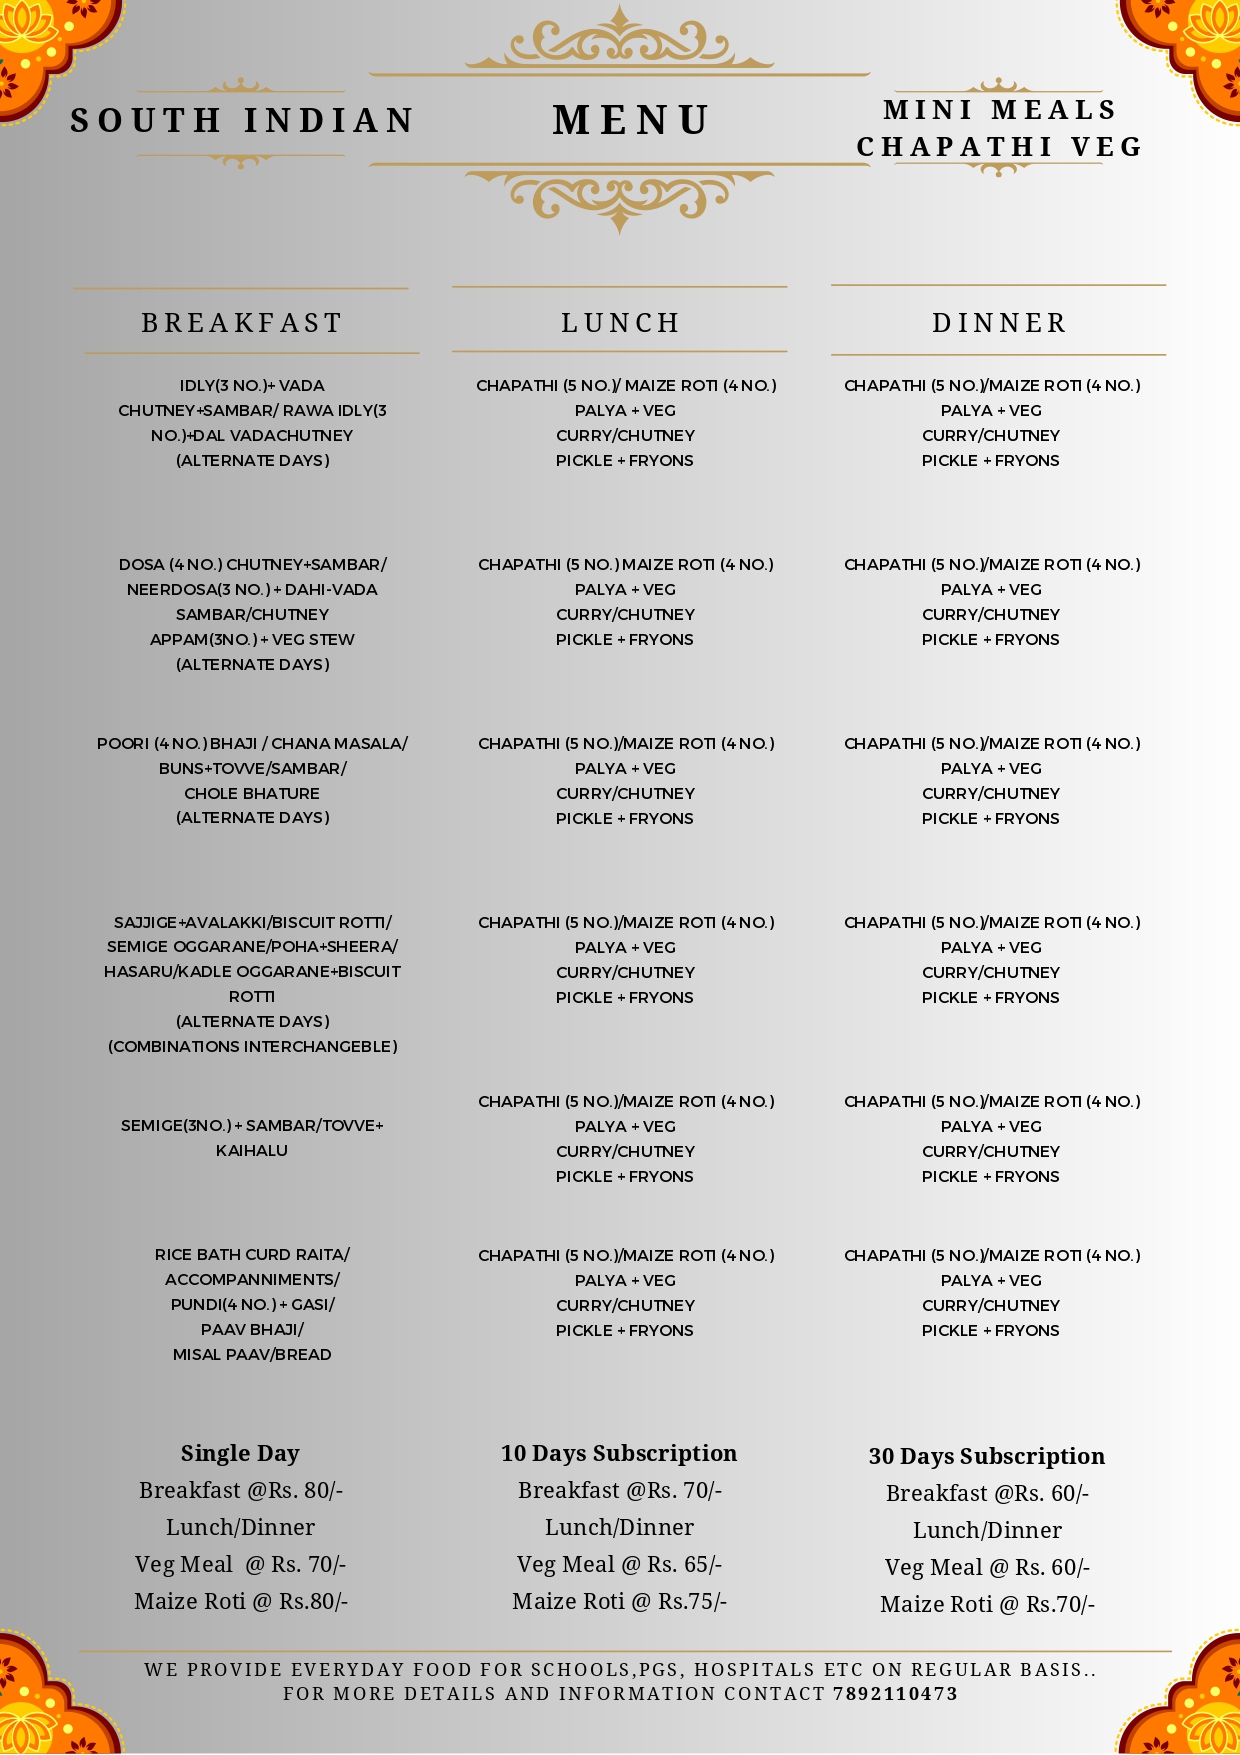 SOUTH INDIAN
MENU
MINI MEALS
CHAPATHI VEG
BREAKFAST
IDLY(3 NO.)+ VADA
CHUTNEY+SAMBAR/ RAWA IDLY(3
NO.)+DAL VADACHUTNEY
(ALTERNATE DAYS)
DOSA (4 NO.) CHUTNEY+SAMBAR/
NEERDOSA(3 NO.) + DAHI-VADA
SAMBAR/CHUTNEY
APPAM(3NO.) + VEG STEW
(ALTERNATE DAYS)
POORI (4 NO.) BHAJI / CHANA MASALA/
BUNS+TOVVE/SAMBAR/
CHOLE BHATURE
(ALTERNATE DAYS)
SAJJIGE+AVALAKKI/BISCUIT ROTTI/
SEMIGE OGGARANE/POHA+SHEERA/
HASARU/KADLE OGGARANE+BISCUIT
ROTTI
(ALTERNATE DAYS)
(COMBINATIONS INTERCHANGEBLE)
SEMIGE(3NO.) + SAMBAR/TOVVE+
KAIHALU
RICE BATH CURD RAITA/
ACCOMPANNIMENTS/
PUNDI(4 NO.) + GASI/
PAAV BHAJI/
MISAL PAAV/BREAD
LUNCH
CHAPATHI (5 NO.)/ MAIZE ROTI (4 NO.)
PALYA + VEG
CURRY/CHUTNEY
PICKLE + FRYONS
CHAPATHI (5 NO.) MAIZE ROTI (4 NO.)
PALYA + VEG
CURRY/CHUTNEY
PICKLE + FRYONS
CHAPATHI (5 NO.)/MAIZE ROTI (4 NO.)
PALYA + VEG
CURRY/CHUTNEY
PICKLE + FRYONS
CHAPATHI (5 NO.)/MAIZE ROTI (4 NO.)
PALYA + VEG
CURRY/CHUTNEY
PICKLE + FRYONS
CHAPATHI (5 NO.)/MAIZE ROTI (4 NO.)
PALYA + VEG
CURRY/CHUTNEY
PICKLE + FRYONS
CHAPATHI (5 NO.)/MAIZE ROTI (4 NO.)
PALYA + VEG
CURRY/CHUTNEY
PICKLE + FRYONS
DINNER
CHAPATHI (5 NO.)/MAIZE ROTI (4 NO.)
PALYA + VEG
CURRY/CHUTNEY
PICKLE + FRYONS
CHAPATHI (5 NO.)/MAIZE ROTI (4 NO.)
PALYA + VEG
CURRY/CHUTNEY
PICKLE + FRYONS
CHAPATHI (5 NO.)/MAIZE ROTI (4 NO.)
PALYA + VEG
CURRY/CHUTNEY
PICKLE + FRYONS
CHAPATHI (5 NO.)/MAIZE ROTI (4 NO.)
PALYA + VEG
CURRY/CHUTNEY
PICKLE + FRYONS
CHAPATHI (5 NO.)/MAIZE ROTI (4 NO.)
PALYA + VEG
CURRY/CHUTNEY
PICKLE + FRYONS
CHAPATHI (5 NO.)/MAIZE ROTI (4 NO.)
PALYA + VEG
CURRY/CHUTNEY
PICKLE + FRYONS
Single Day
Breakfast @Rs. 80/-
Lunch/Dinner
Veg Meal @ Rs. 70/-
Maize Roti @ Rs.80/-
10 Days Subscription
Breakfast @Rs. 70/-
Lunch/Dinner
Veg Meal @ Rs. 65/-
Maize Roti @ Rs.75/-
30 Days Subscription
Breakfast @Rs. 60/-
Lunch/Dinner
Veg Meal @ Rs. 60/-
Maize Roti @ Rs.70/-
WE PROVIDE EVERYDAY FOOD FOR SCHOOLS,PGS, HOSPITALS ETC ON REGULAR BASIS..
FOR MORE DETAILS AND INFORMATION CONTACT 7892110473